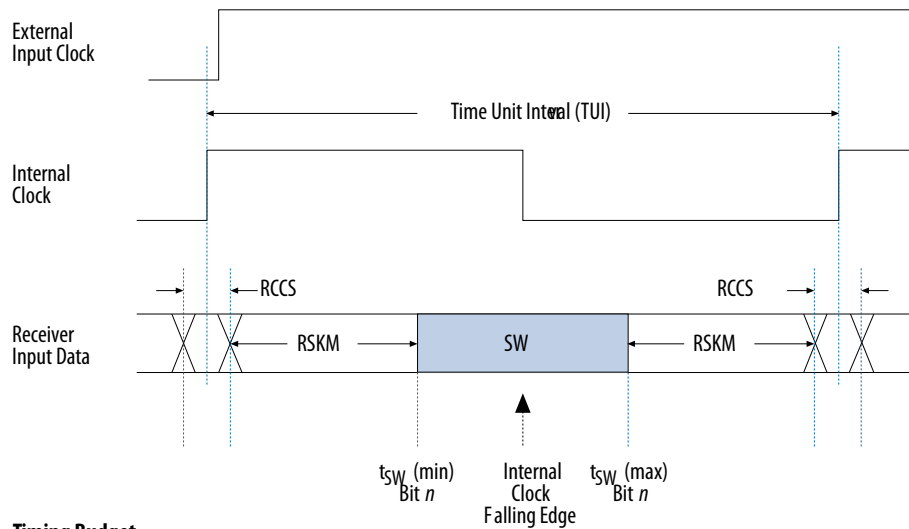 External
Input Clock
Time Unit Interval (TUI)
Internal
Clock
RCCS
RCCS
Receiver
Input Data
RSKM
SW
RSKM
tSW (min)
Bit n
Internal
Clock
Falling Edge
tSW (max)
Bit n
Timing Budget